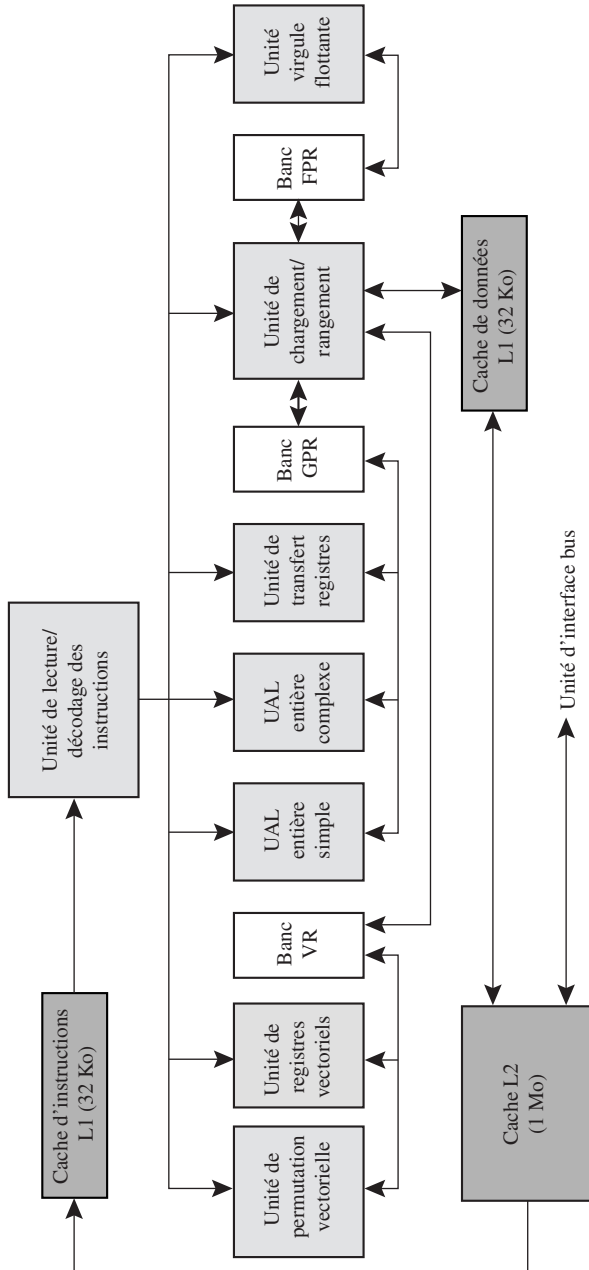 Cache d'instructions
L1 (32 Ko)
Unité de lecture/
décodage des
instructions
Unité de
permutation
vectorielle
Unité de
registres
vectoriels
Banc
VR
UAL
entière
simple
UAL
entière
complexe
Unité de
transfert
registres
Banc
GPR
Unité de
chargement/
rangement
Banc
FPR
Unité
virgule
flottante
Cache L2
(1 Mo)
Unité d'interface bus
Cache de données
L1 (32 Ko)